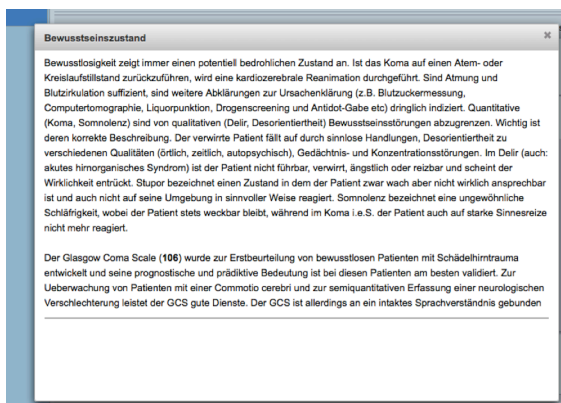 Bewusstseinszustand
Bewusstlosigkeit zeigt immer einen potentiell bedrohlichen Zustand an. Ist das Koma auf einen Atem- oder
Kreislaufstillstand zurückzuführen, wird eine kardiozerebrale Reanimation durchgeführt. Sind Atmung und
Blutzirkulation suffizient, sind weitere Abklärungen zur Ursachenklärung (z.B. Blutzuckermessung,
Computertomographie, Liquorpunktion, Drogenscreening und Antidot-Gabe etc) dringlich indiziert. Quantitative
(Koma, Somnolenz) sind von qualitativen (Delir, Desorientiertheit) Bewusstseinsstörungen abzugrenzen. Wichtig ist
deren korrekte Beschreibung. Der verwirrte Patient fällt auf durch sinnlose Handlungen, Desorientiertheit zu
verschiedenen Qualitäten (örtlich, zeitlich, autopsychisch), Gedächtnis- und Konzentrationsstörungen. Im Delir (auch:
akutes hirnorganisches Syndrom) ist der Patient nicht führbar, verwirrt, ängstlich oder reizbar und scheint der
Wirklichkeit entrückt. Stupor bezeichnet einen Zustand in dem der Patient zwar wach aber nicht wirklich ansprechbar
ist und auch nicht auf seine Umgebung in sinnvoller Weise reagiert. Somnolenz bezeichnet eine ungewöhnliche
Schläfrigkeit, wobei der Patient stets weckbar bleibt, während im Koma i.e.S. der Patient auch auf starke Sinnesreize
nicht mehr reagiert.
Der Glasgow Coma Scale (106) wurde zur Erstbeurteilung von bewusstlosen Patienten mit Schädelhirntrauma
entwickelt und seine prognostische und prädiktive Bedeutung ist bei diesen Patienten am besten validiert. Zur
Ueberwachung von Patienten mit einer Commotio cerebri und zur semiquantitativen Erfassung einer neurologischen
Verschlechterung leistet der GCS gute Dienste. Der GCS ist allerdings an ein intaktes Sprachverständnis gebunden